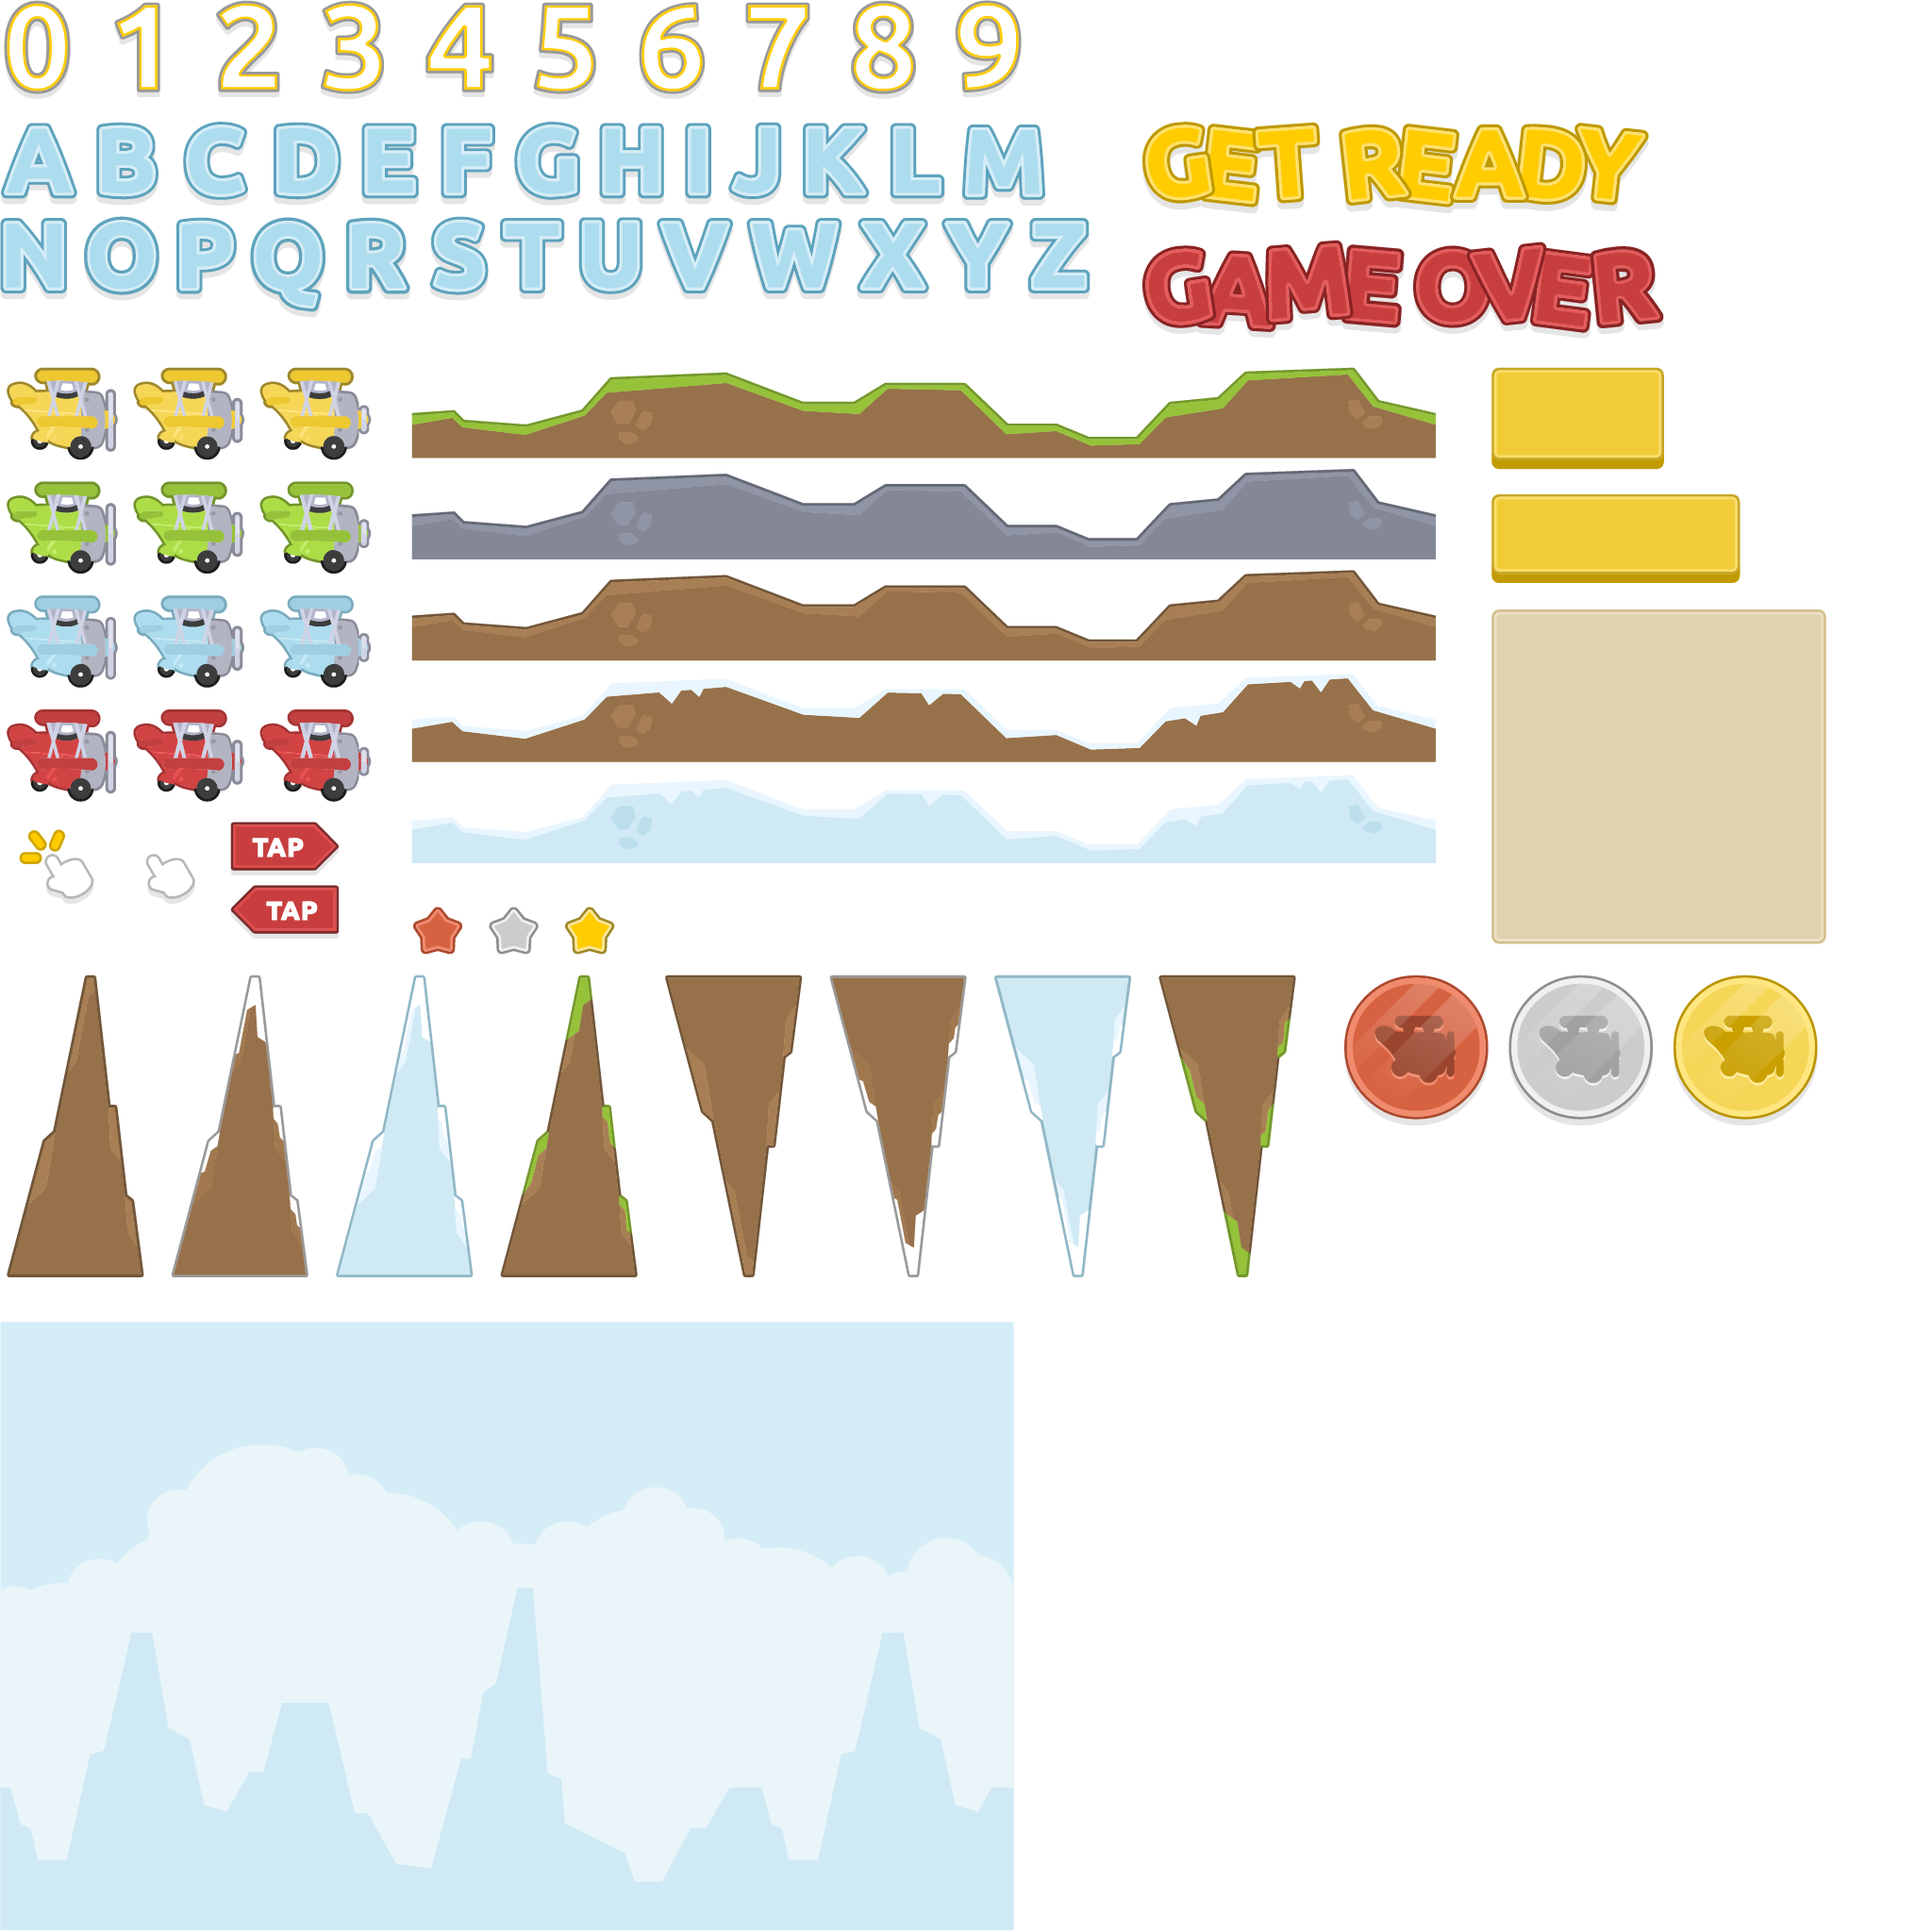 0 1 2 3 4 5 6 7 8 9
A B C D E F G H I J K L M
N O P Q R S T U V W X Y Z
GET READY
GAME OVER
TAP
TAP